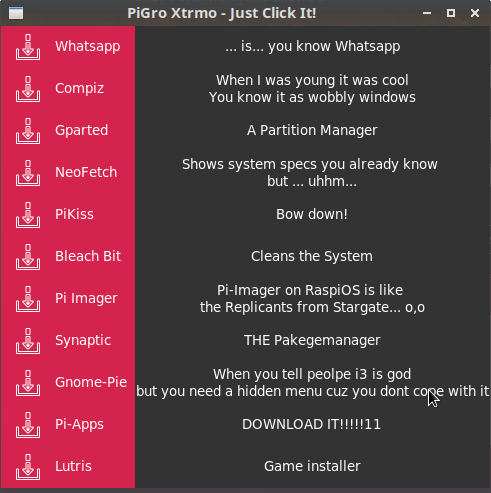 PiGro Xtrmo - Just Click It!
Whatsapp
... is... you know Whatsapp
Compiz
When I was young it was cool
You know it as wobbly windows
Gparted
A Partition Manager
NeoFetch
Shows system specs you already know
but ... uhhm...
PiKiss
Bow down!
Bleach Bit
Cleans the System
Pi Imager
Pi-Imager on RaspiOS is like
the Replicants from Stargate... o,o
Synaptic
THE Pakegemanager
Gnome-Pie
When you tell peolpe i3 is god
but you need a hidden menu cuz you dont cope with it
Pi-Apps
DOWNLOAD IT!!!!!11
Lutris
Game installer